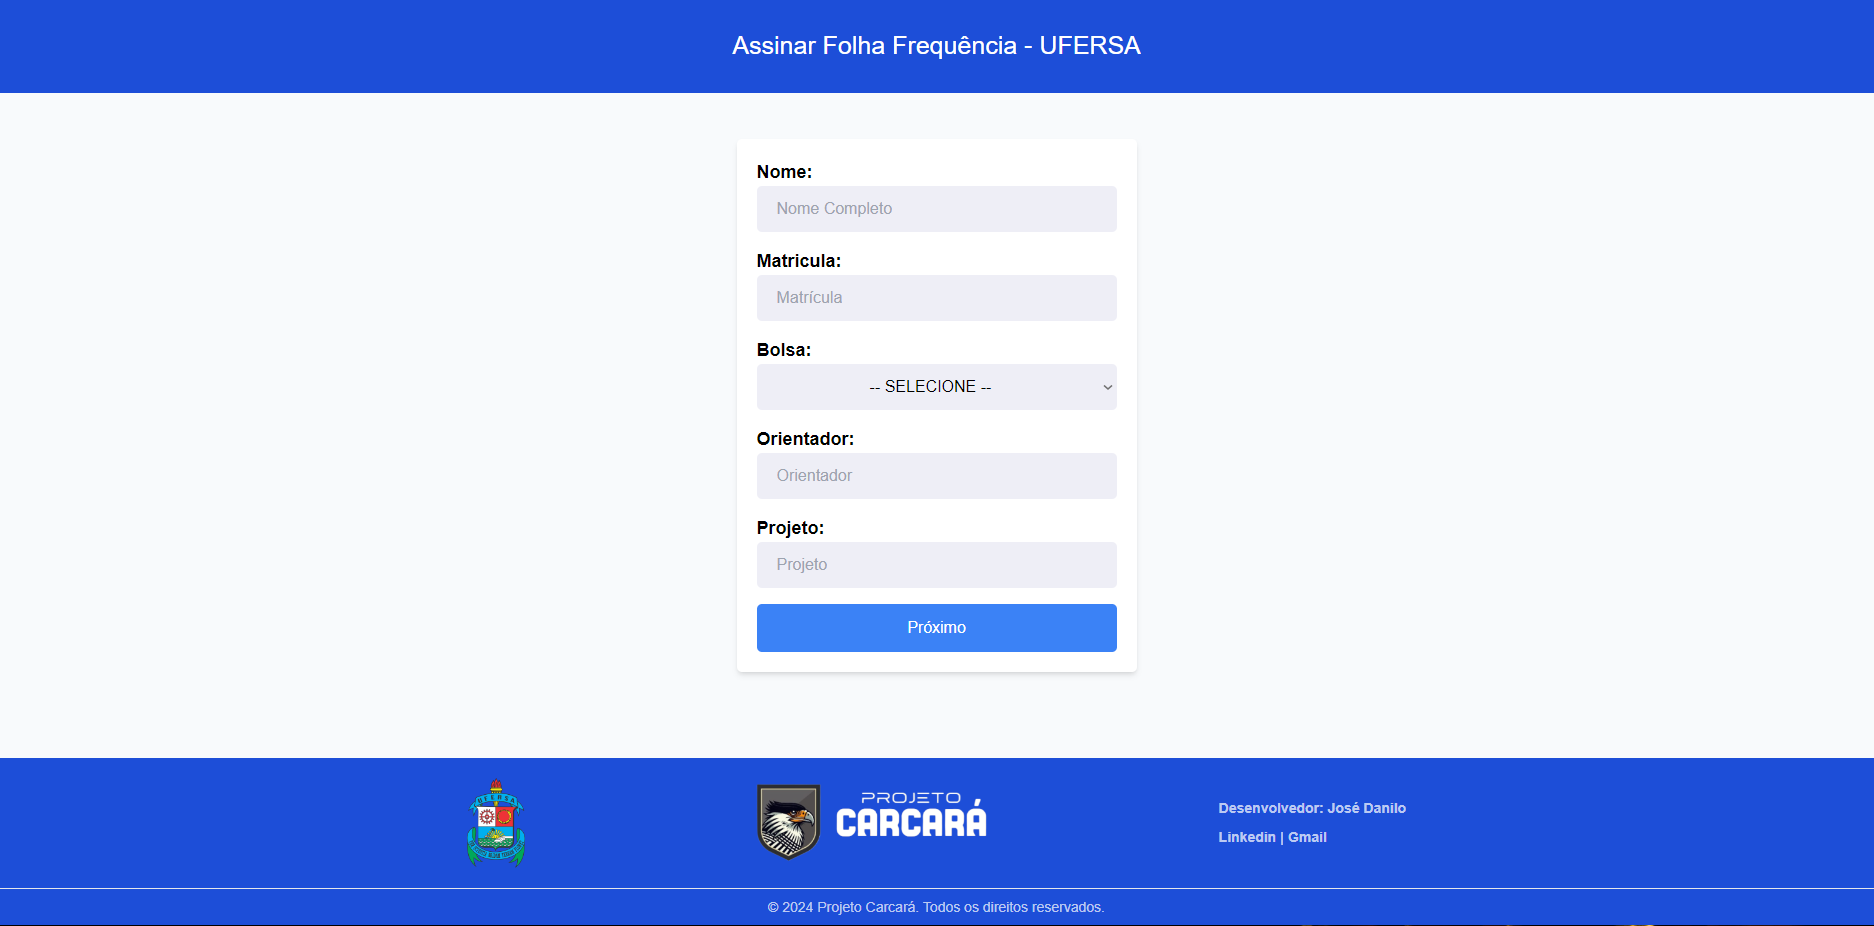 Assinar Folha Frequência - UFERSA
Nome:
Nome Completo
Matricula:
Matrícula
Bolsa:
-- SELECIONE --
Orientador:
Orientador
Projeto:
Projeto
Próximo
UFERSA
PROJETO
CARCARÁ
Desenvolvedor: José Danilo
Linkedin | Gmail
© 2024 Projeto Carcará. Todos os direitos reservados.